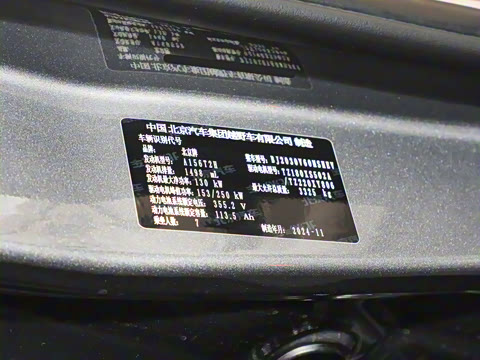 中国 北京汽车集团越野车有限公司 制造
车辆识别代号
品牌: 北京牌
发动机型号: A156T2H 整车型号: BJ2030V60HSHEV
发动机排量: 1498 mL 驱动电机型号: TZ180XS003
发动机最大净功率: 130 kW /TZ220XY006
驱动电机峰值功率: 153/250 kW 最大允许总质量: 3225 kg
动力电池系统额定电压: 355.2 V
动力电池系统额定容量: 113.5 Ah
乘坐人数: 7 制造年月: 2024-11